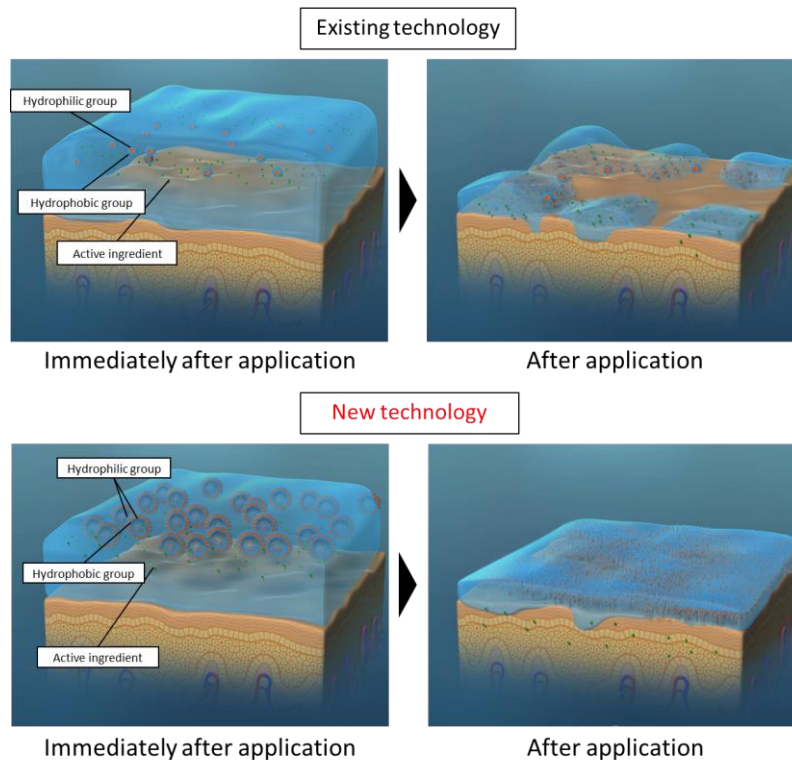 Existing technology
Hydrophilic group
Hydrophobic group
Active ingredient
Immediately after application
After application
New technology
Hydrophilic group
Hydrophobic group
Active ingredient
Immediately after application
After application